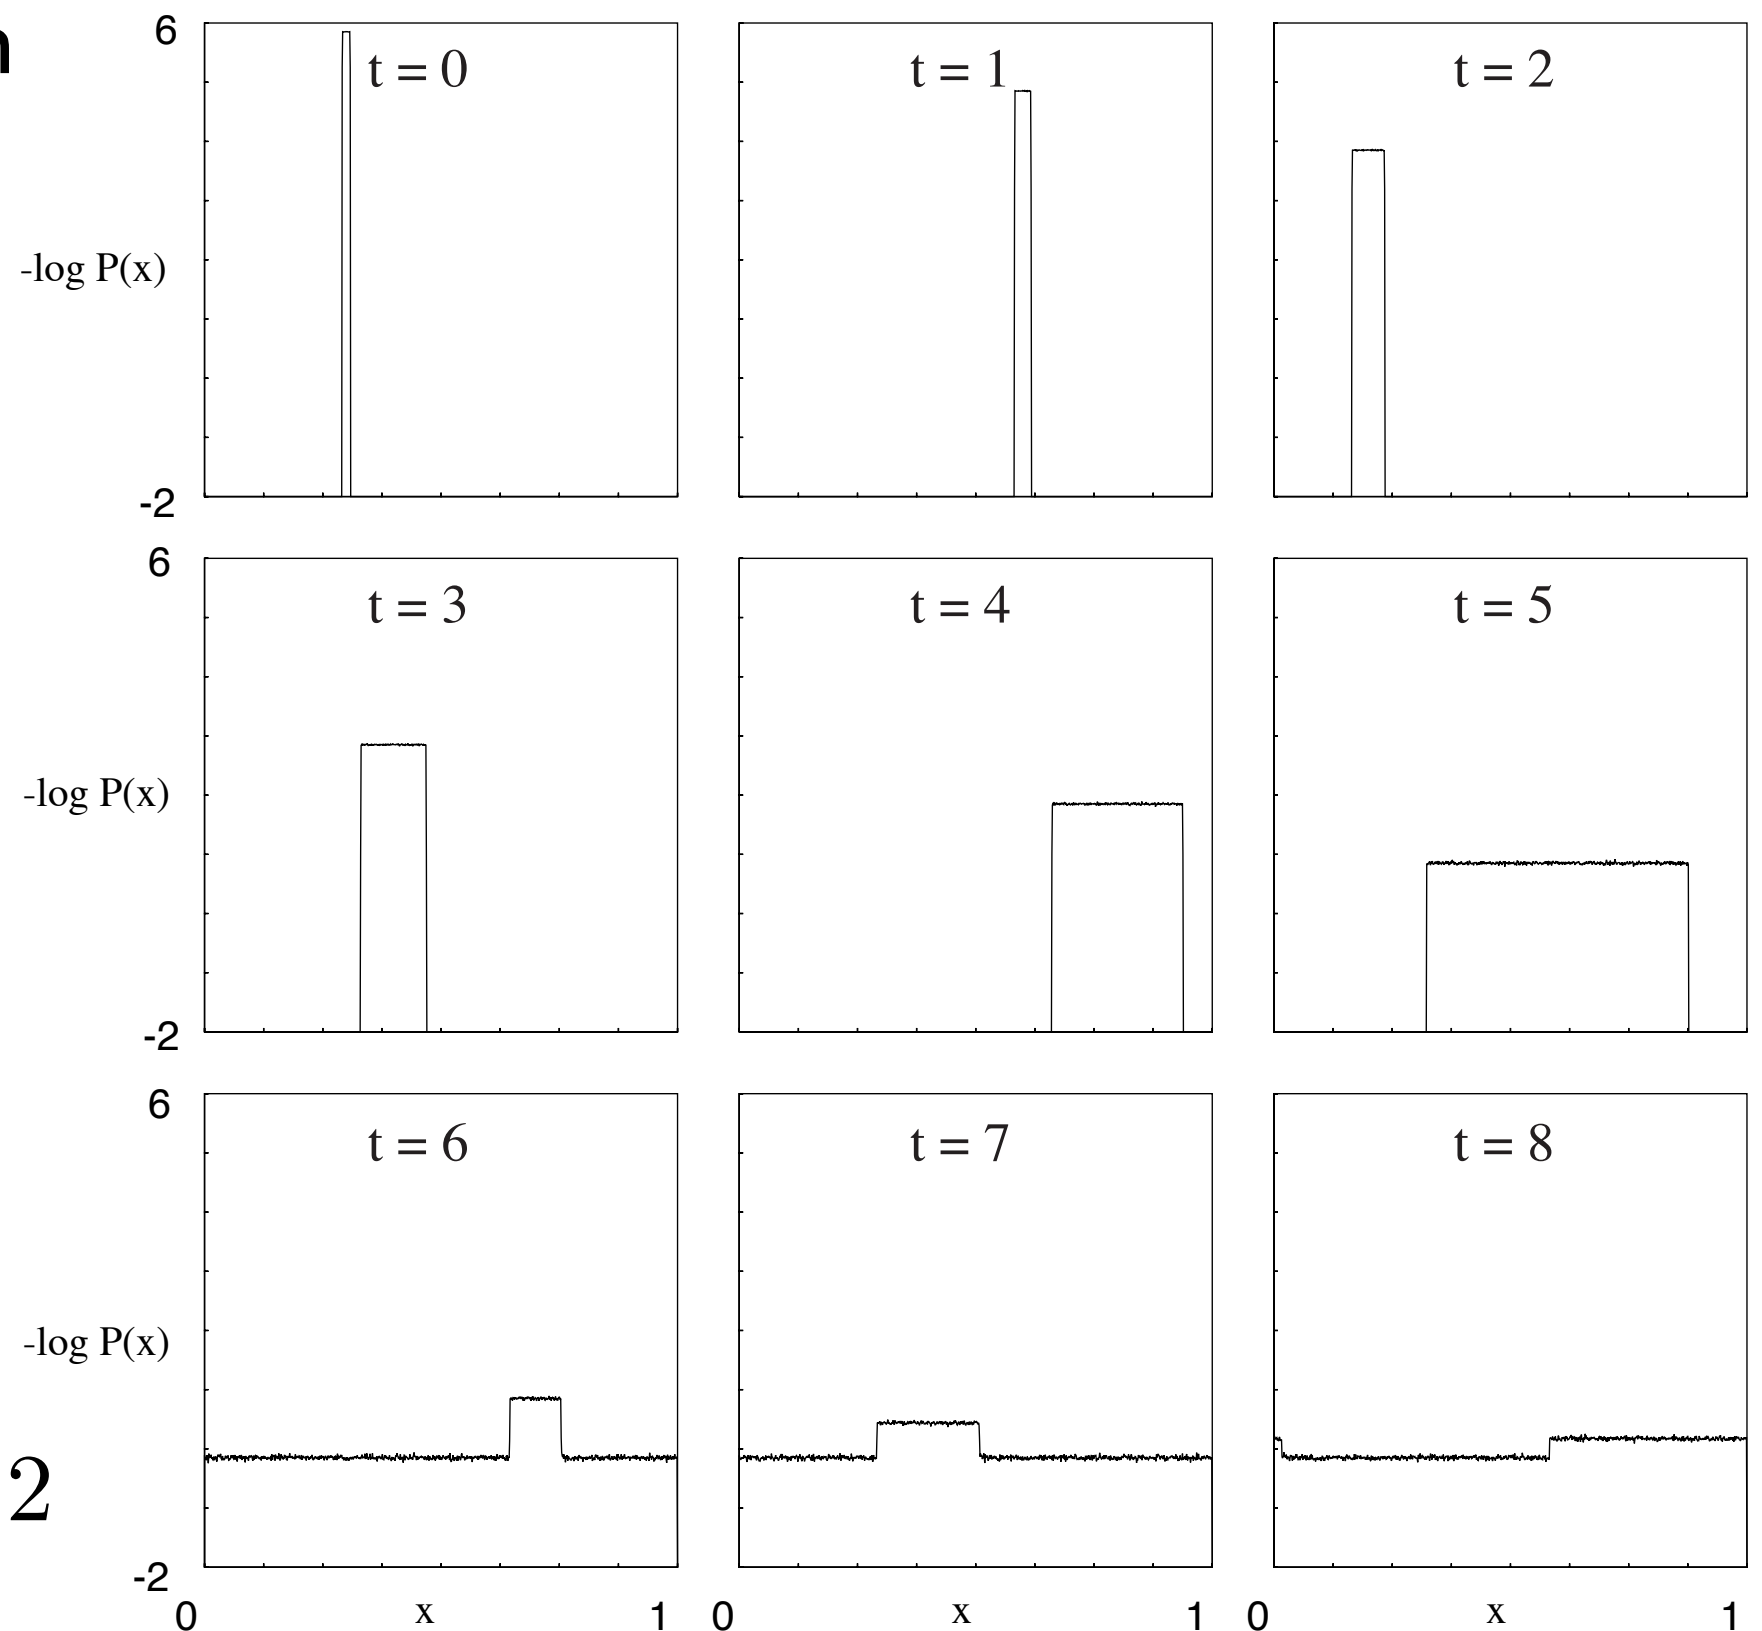 n
6
t = 0
t = 1
t = 2
-log P(x)
-2
6
t = 3
t = 4
t = 5
-log P(x)
-2
6
t = 6
t = 7
t = 8
-log P(x)
2
-2
0 x 1 0 x 1 0 x 1